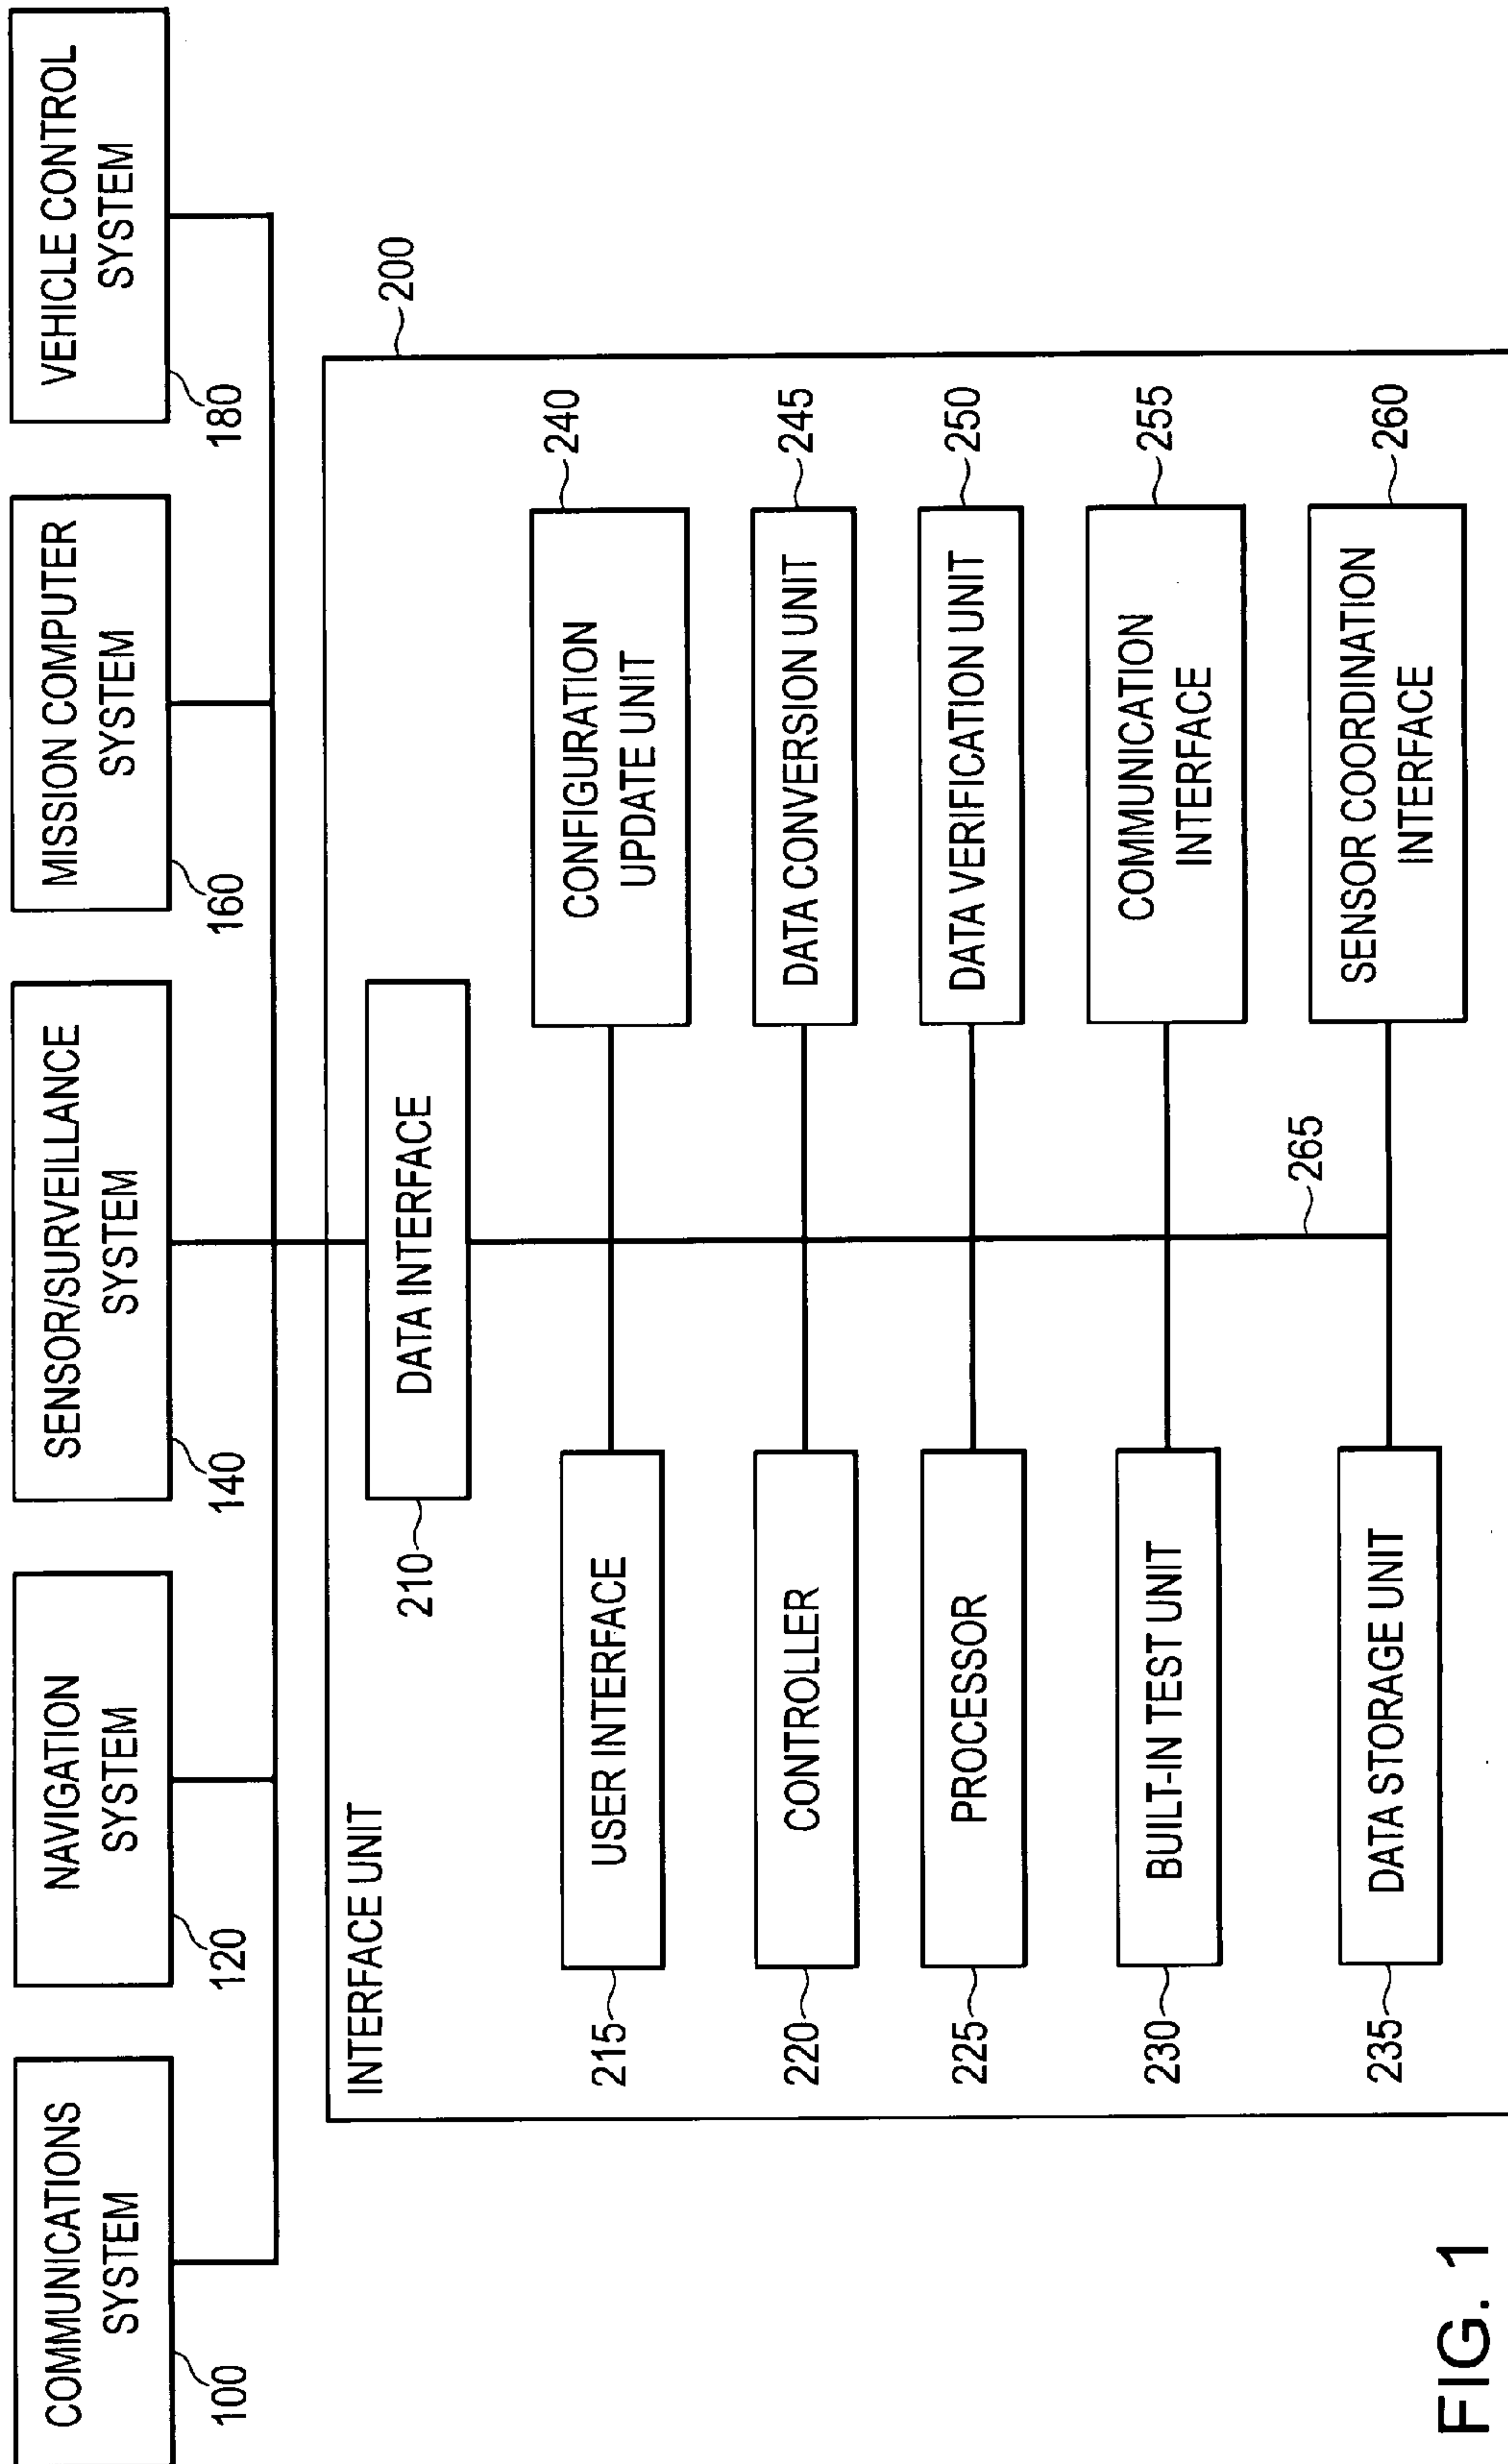 COMMUNICATIONS
SYSTEM
100
NAVIGATION
SYSTEM
120
SENSOR/SURVEILLANCE
SYSTEM
140
MISSION COMPUTER
SYSTEM
160
VEHICLE CONTROL
SYSTEM
180
INTERFACE UNIT
200
DATA INTERFACE
210
USER INTERFACE
215
CONFIGURATION
UPDATE UNIT
240
CONTROLLER
220
DATA CONVERSION UNIT
245
PROCESSOR
225
DATA VERIFICATION UNIT
250
BUILT-IN TEST UNIT
230
COMMUNICATION
INTERFACE
255
265
DATA STORAGE UNIT
235
SENSOR COORDINATION
INTERFACE
260
FIG. 1